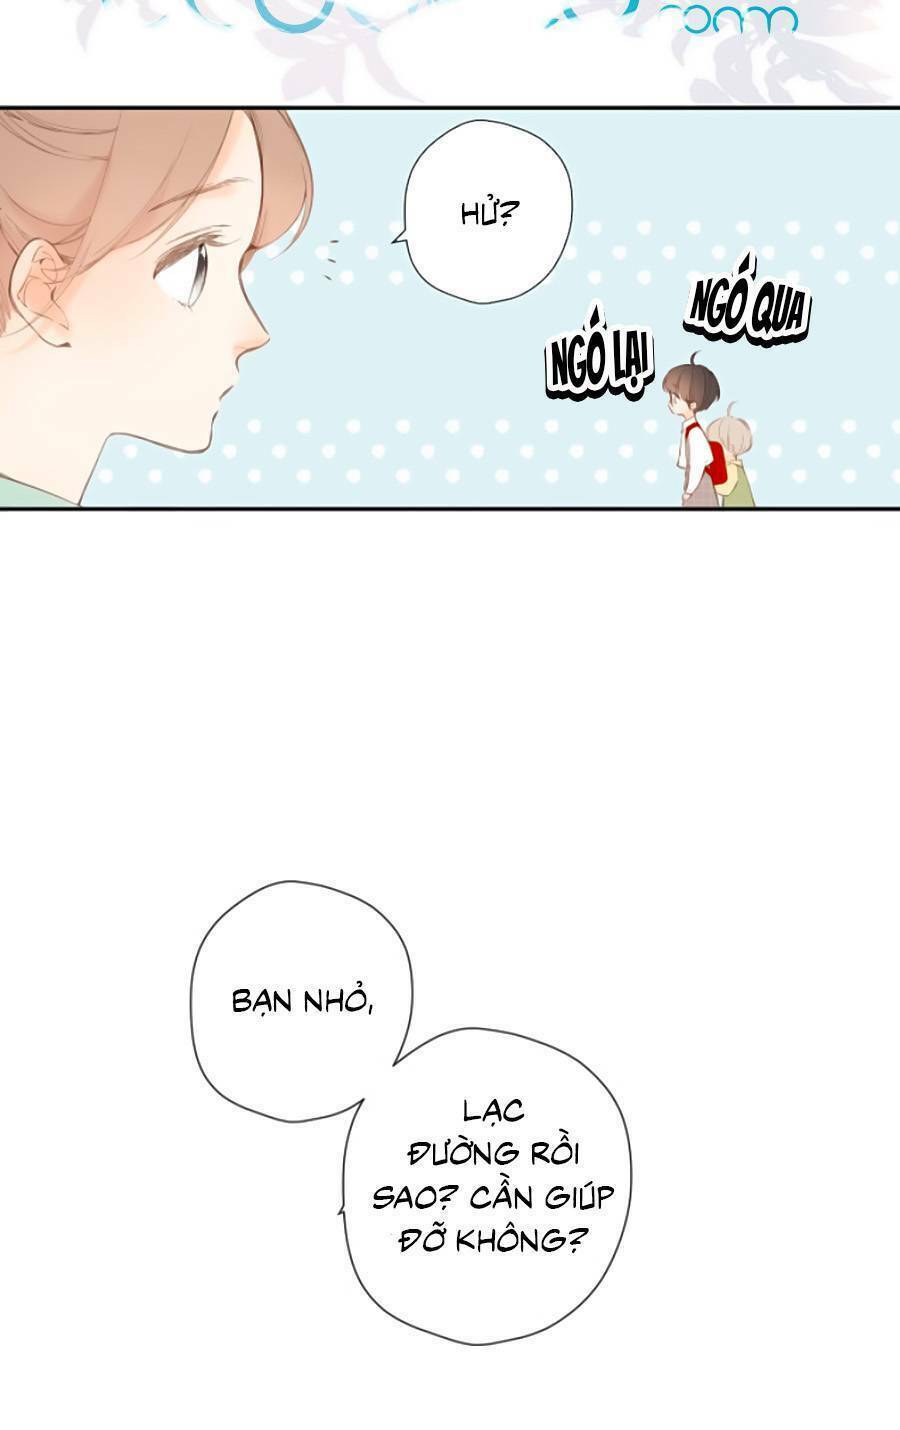 HỬ?
NGÓ QUA
NGÓ LẠI
BẠN NHỎ,
LẠC
ĐƯỜNG RỒI
SAO? CẦN GIÚP
ĐỠ KHÔNG?